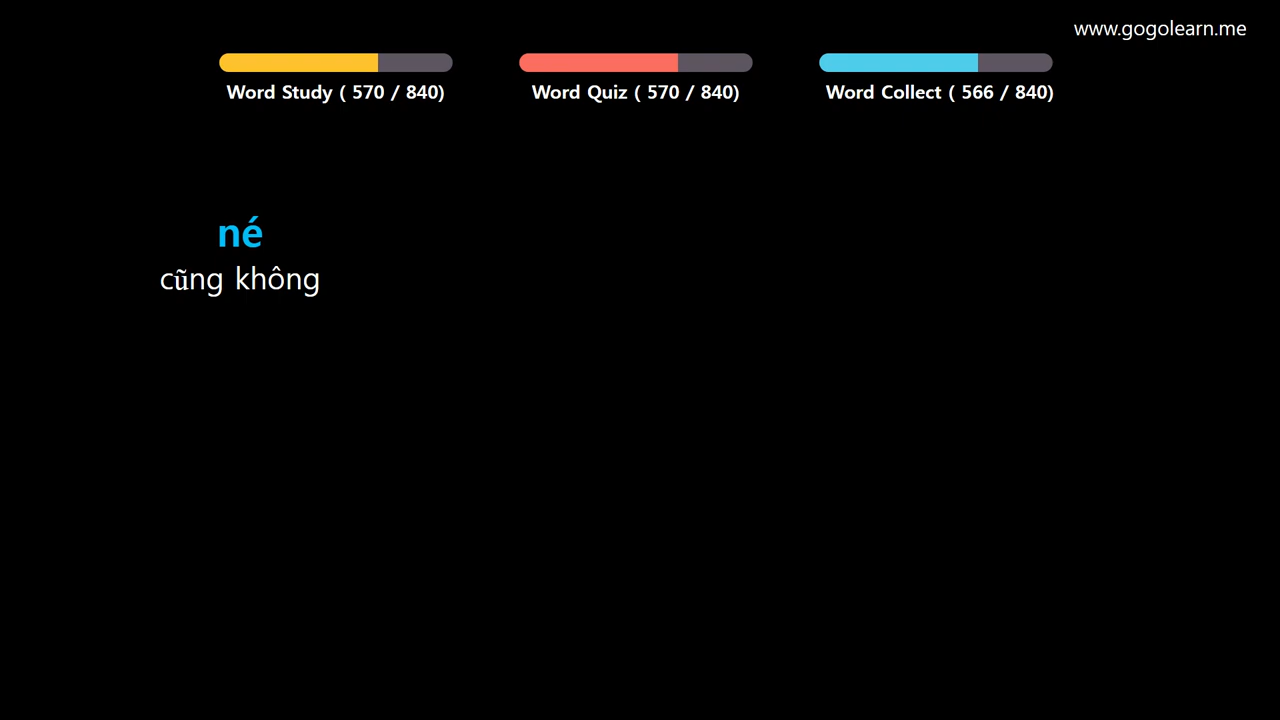 www.gogolearn.me
Word Study ( 570 / 840)
Word Quiz ( 570 / 840)
Word Collect ( 566 / 840)
né
cũng không